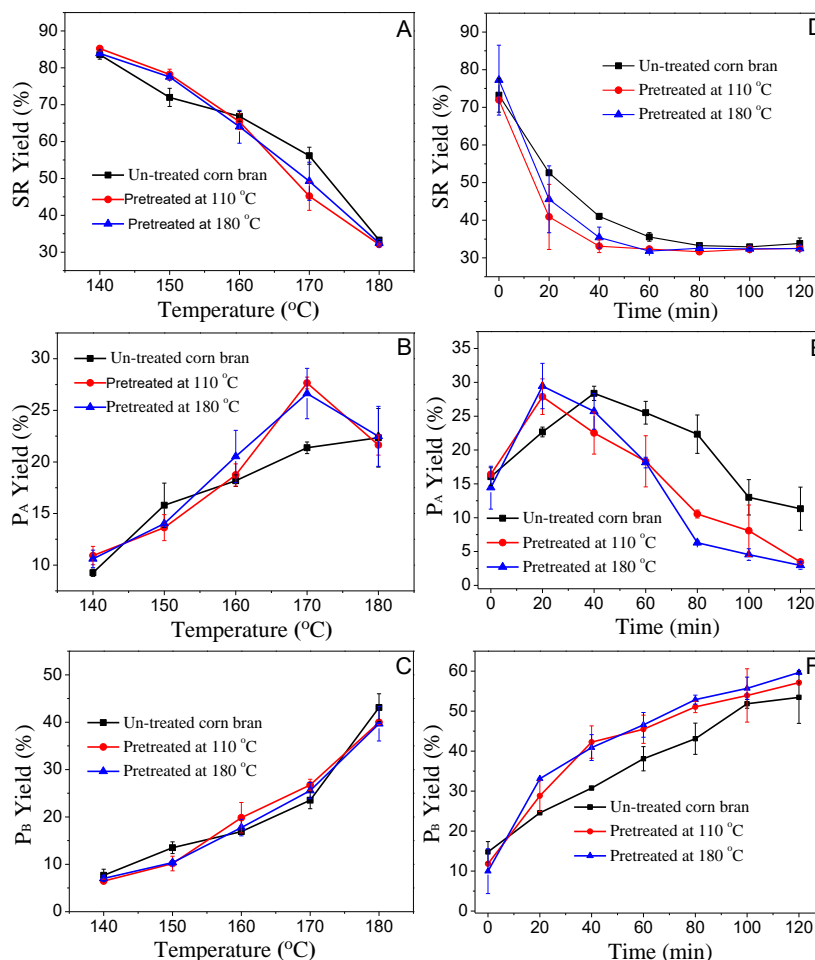 A
90
80
70
60
50
40
30
SR Yield (%)
Un-treated corn bran
Pretreated at 110 °C
Pretreated at 180 °C
140 150 160 170 180
Temperature (°C)
D
90
80
70
60
50
40
30
SR Yield (%)
Un-treated corn bran
Pretreated at 110 °C
Pretreated at 180 °C
0 20 40 60 80 100 120
Time (min)
B
30
25
20
15
10
PA Yield (%)
Un-treated corn bran
Pretreated at 110 °C
Pretreated at 180 °C
140 150 160 170 180
Temperature (°C)
E
35
30
25
20
15
10
5
0
PA Yield (%)
Un-treated corn bran
Pretreated at 110 °C
Pretreated at 180 °C
0 20 40 60 80 100 120
Time (min)
C
50
40
30
20
10
0
PB Yield (%)
Un-treated corn bran
Pretreated at 110 °C
Pretreated at 180 °C
140 150 160 170 180
Temperature (°C)
F
60
50
40
30
20
10
0
PB Yield (%)
Un-treated corn bran
Pretreated at 110 °C
Pretreated at 180 °C
0 20 40 60 80 100 120
Time (min)